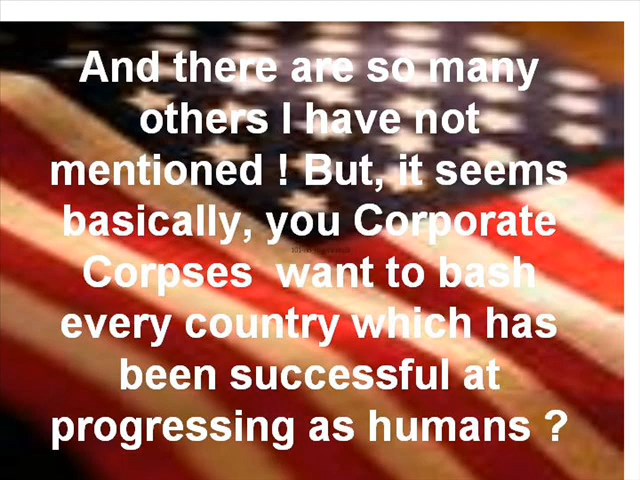 And there are so many
others I have not
mentioned ! But, it seems
basically, you Corporate
Corpses  want to bash
every country which has
been successful at
progressing as humans ?